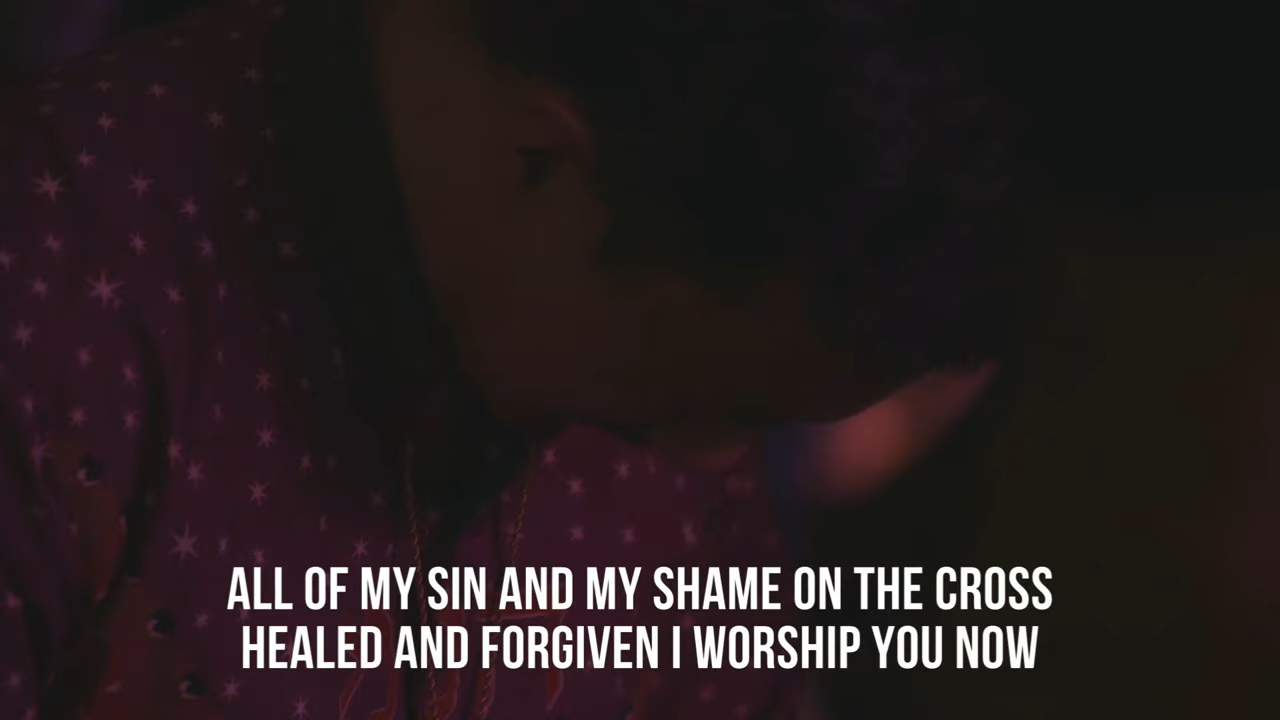 ALL OF MY SIN AND MY SHAME ON THE CROSS
HEALED AND FORGIVEN I WORSHIP YOU NOW